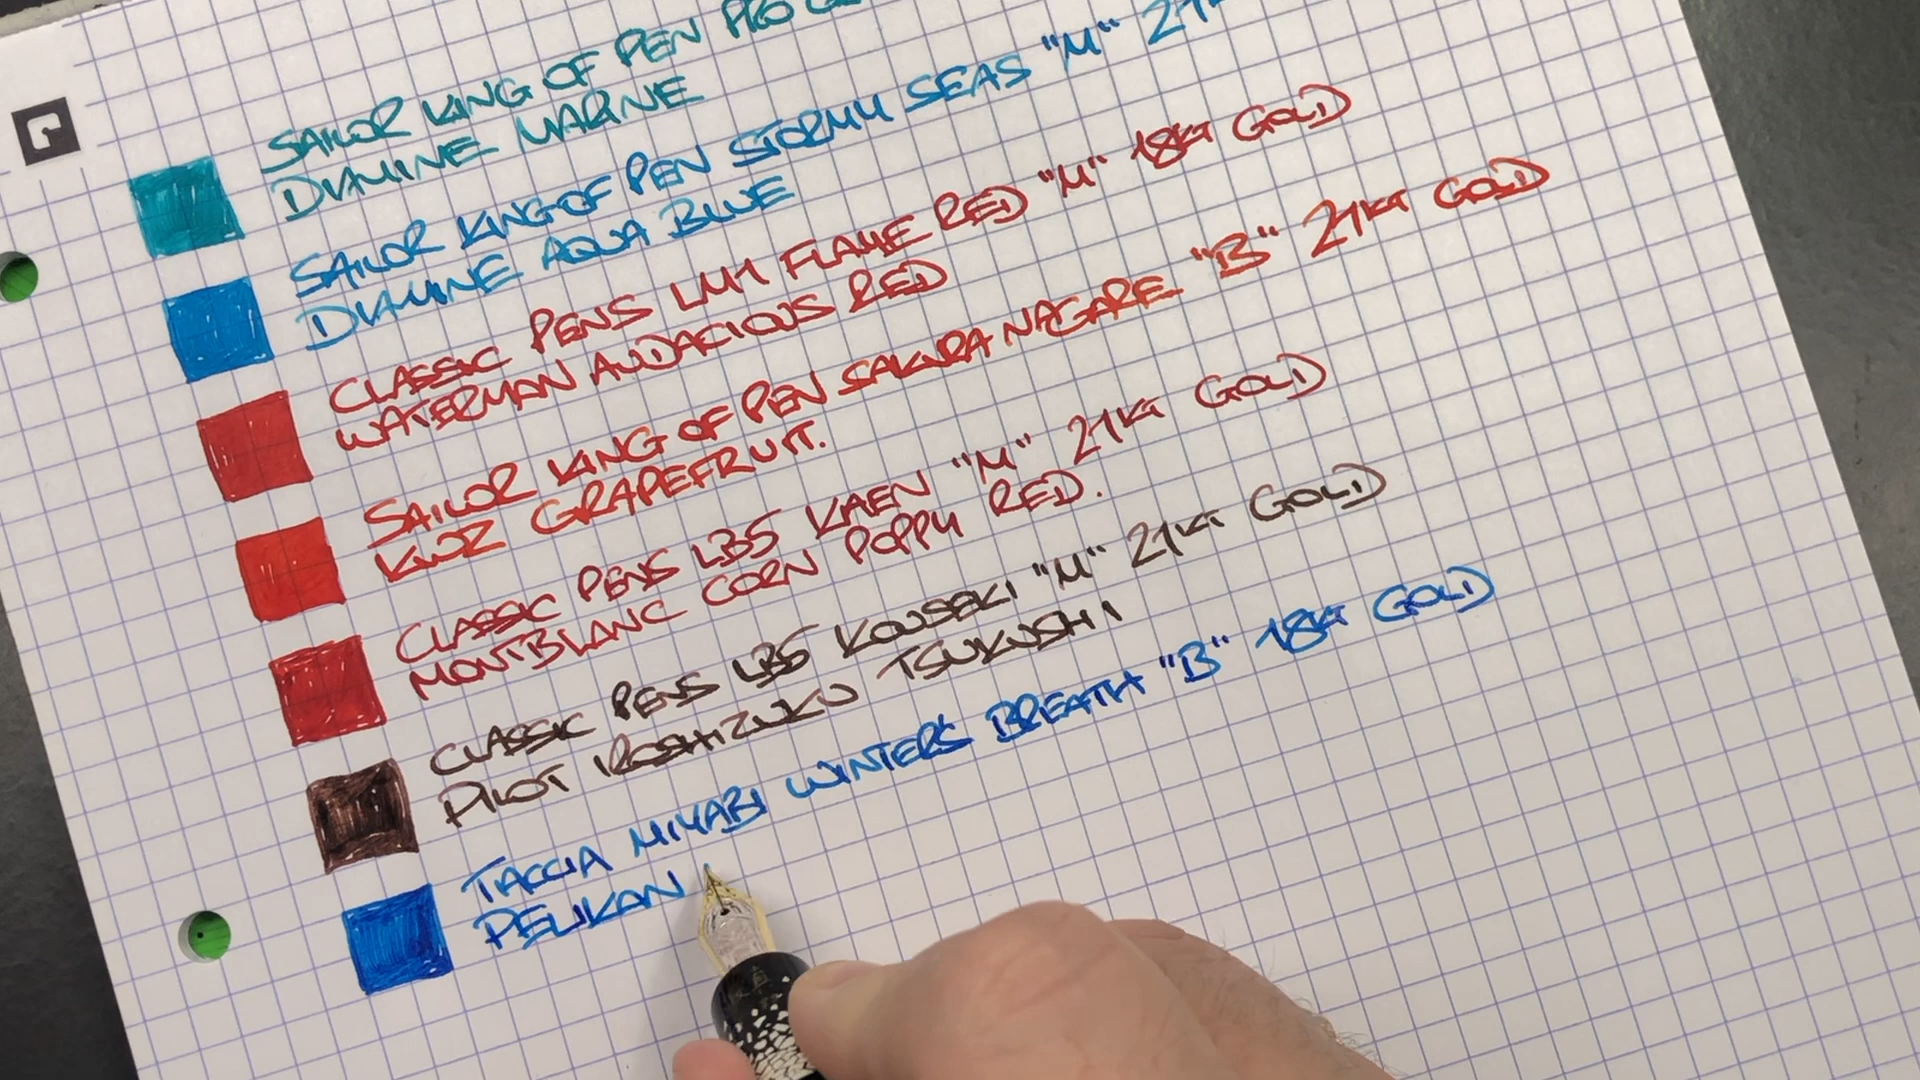 SAILOR KING OF PEN PRO
DIAMINE MARINE
SAILOR KING OF PEN STORMY SEAS "M" 21K
DIAMINE AQUA BLUE
CLASSIC PENS LM1 FLAME RED "M" 18KT GOLD
WATERMAN AUDACIOUS RED
SAILOR KING OF PEN SAKURA NAGARE "B" 21KT GOLD
KWZ GRAPEFRUIT.
CLASSIC PENS LB5 KAEN "M" 21KT GOLD
MONTBLANC CORN POPPY RED.
CLASSIC PENS LB5 KOUSEKI "M" 21KT GOLD
PILOT IROSHIZUKU TSUKUSHI
TACCIA MIYABI WINTER'S BREATH "B" 18KT GOLD
PELIKAN